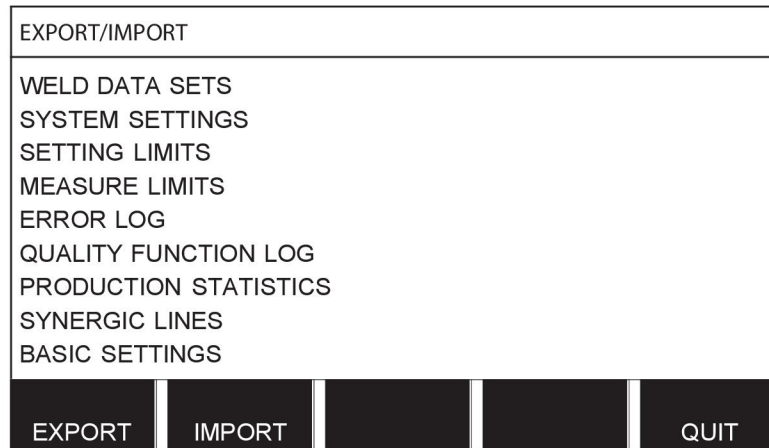 EXPORT/IMPORT
WELD DATA SETS
SYSTEM SETTINGS
SETTING LIMITS
MEASURE LIMITS
ERROR LOG
QUALITY FUNCTION LOG
PRODUCTION STATISTICS
SYNERGIC LINES
BASIC SETTINGS
EXPORT IMPORT QUIT